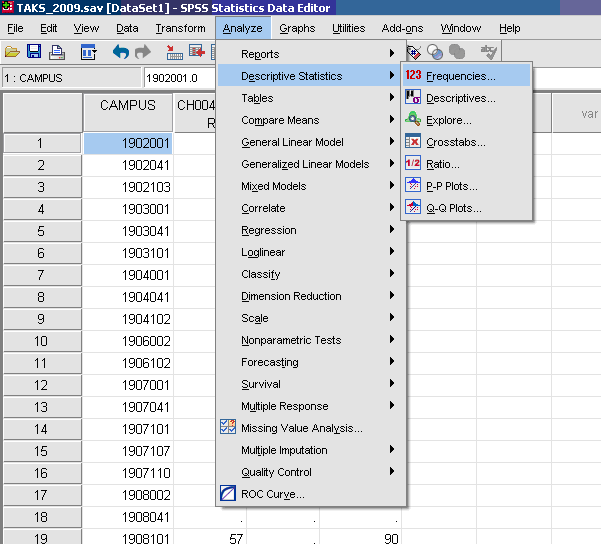 TAKS_2009.sav [DataSet1] - SPSS Statistics Data Editor
File Edit View Data Transform Analyze Graphs Utilities Add-ons Window Help
1 : CAMPUS 1902001.0
CAMPUS CH004 R var
1 1902001
2 1902041
3 1902103
4 1903001
5 1903041
6 1903101
7 1904001
8 1904041
9 1904102
10 1906002
11 1906102
12 1907001
13 1907041
14 1907101
15 1907107
16 1907110
17 1908002
18 1908041 . . .
19 1908101 57 . 90
Reports
Descriptive Statistics
Tables
Compare Means
General Linear Model
Generalized Linear Models
Mixed Models
Correlate
Regression
Loglinear
Classify
Dimension Reduction
Scale
Nonparametric Tests
Forecasting
Survival
Multiple Response
Missing Value Analysis...
Multiple Imputation
Quality Control
ROC Curve...
123 Frequencies...
Descriptives...
Explore...
Crosstabs...
1/2 Ratio...
P-P Plots...
Q-Q Plots...